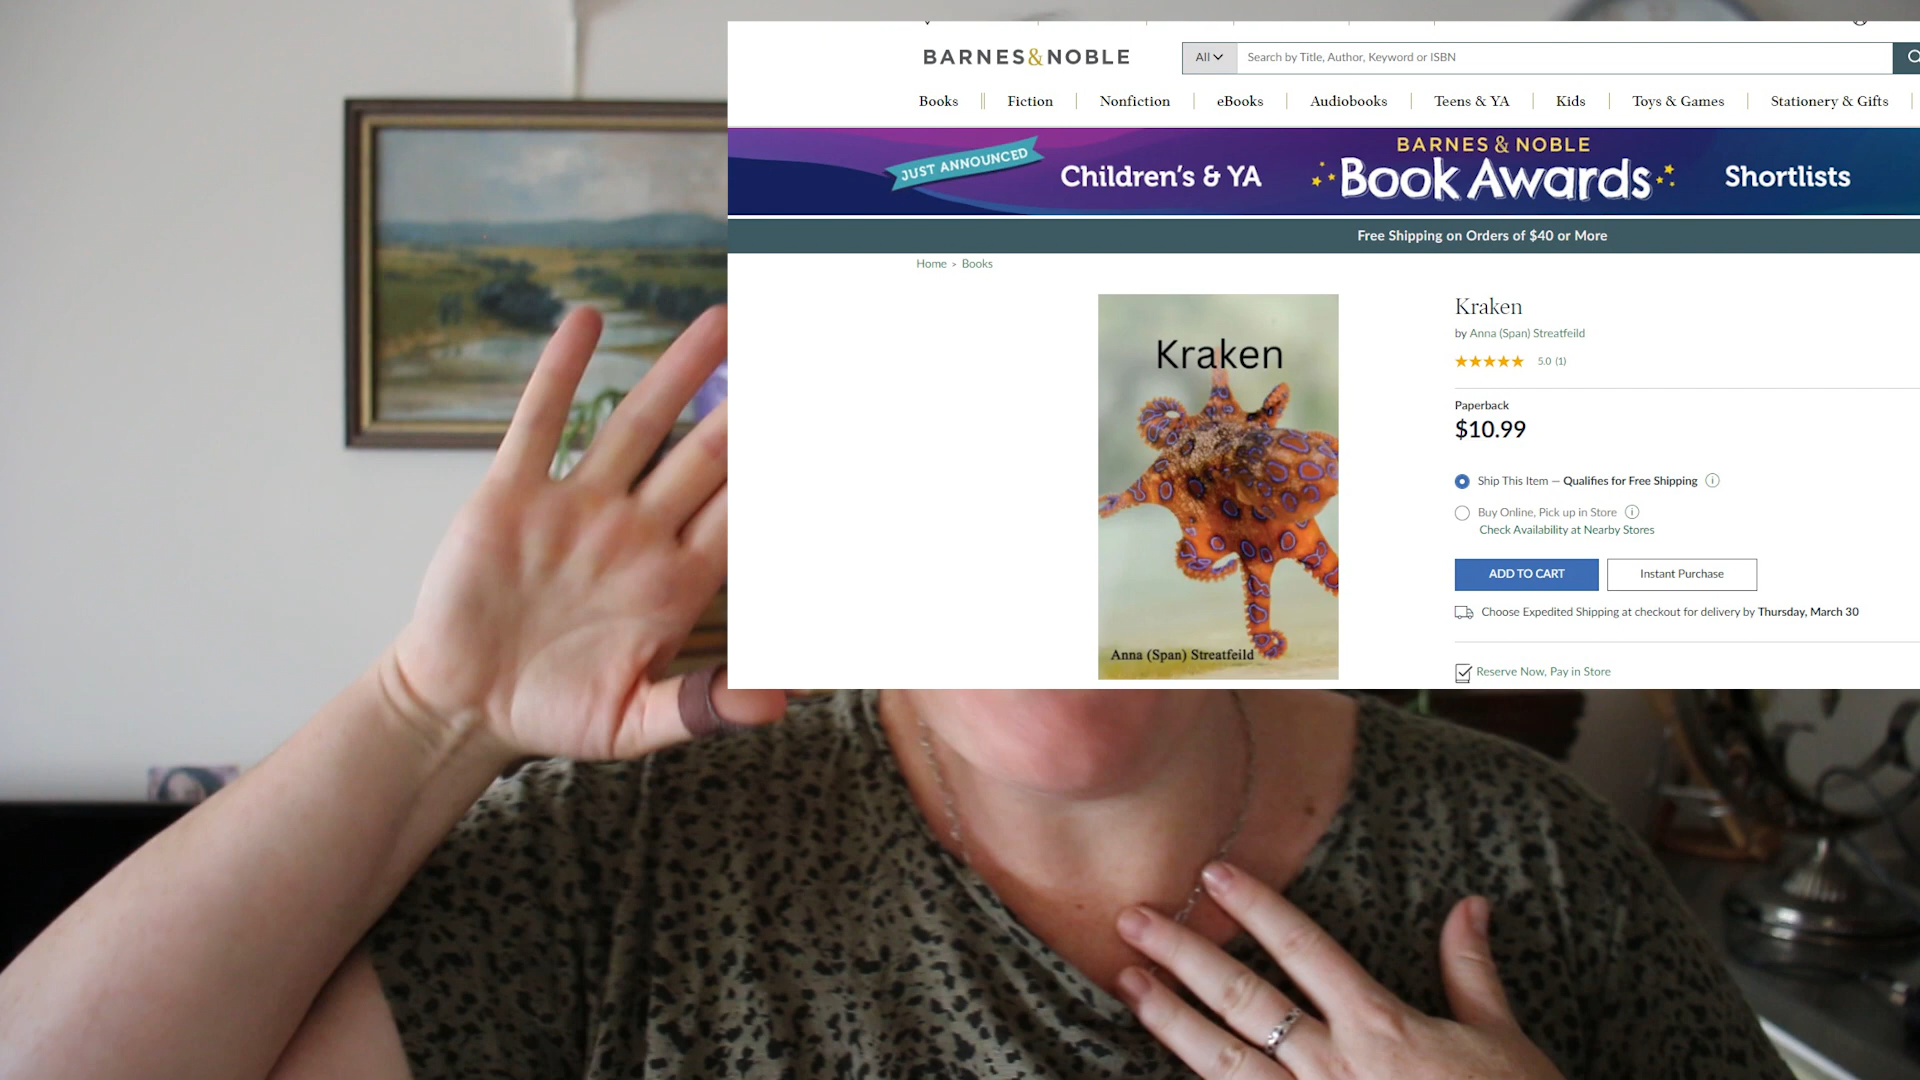 BARNES&NOBLE
All
Search by Title, Author, Keyword or ISBN
Books
Fiction
Nonfiction
eBooks
Audiobooks
Teens & YA
Kids
Toys & Games
Stationery & Gifts
JUST ANNOUNCED
Children's & YA
BARNES & NOBLE
Book Awards
Shortlists
Free Shipping on Orders of $40 or More
Home > Books
Kraken
Anna (Span) Streatfeild
Kraken
by Anna (Span) Streatfeild
5.0 (1)
Paperback
$10.99
Ship This Item — Qualifies for Free Shipping
Buy Online, Pick up in Store
Check Availability at Nearby Stores
ADD TO CART
Instant Purchase
Choose Expedited Shipping at checkout for delivery by Thursday, March 30
Reserve Now, Pay in Store